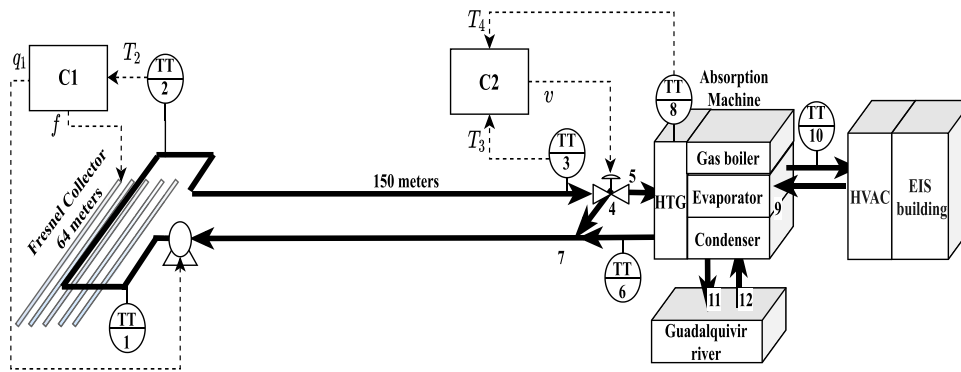 T₄
q₁
C1
T₂
TT
2
C2
v
TT
8
Absorption
Machine
TT
10
f
T₃
TT
3
Fresnel Collector
64 meters
150 meters
4
5
HTG
Gas boiler
Evaporator
Condenser
9
HVAC
EIS
building
7
TT
6
TT
1
11
12
Guadalquivir
river